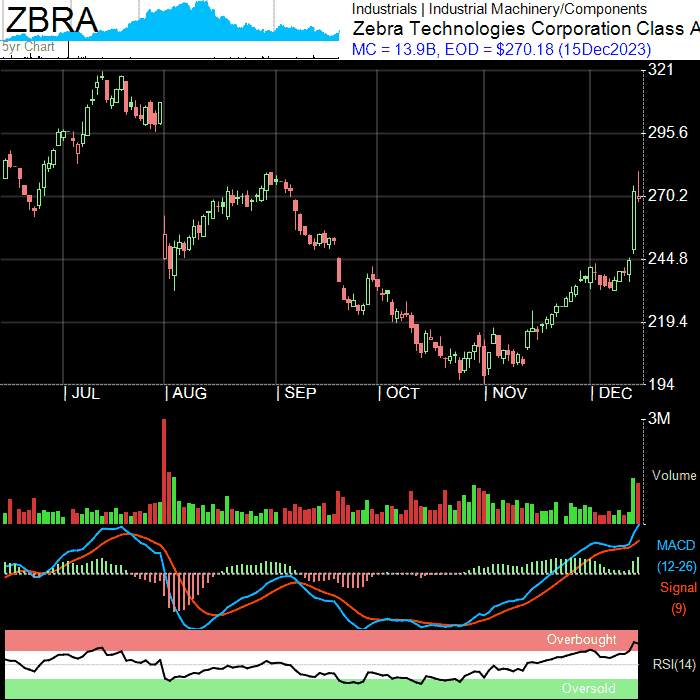 ZBRA
5yr Chart
Industrials | Industrial Machinery/Components
Zebra Technologies Corporation Class A
MC = 13.9B, EOD = $270.18 (15Dec2023)
321
295.6
270.2
244.8
219.4
194
| JUL | AUG | SEP | OCT | NOV | DEC
3M
Volume
MACD
(12-26)
Signal
(9)
Overbought
RSI(14)
Oversold